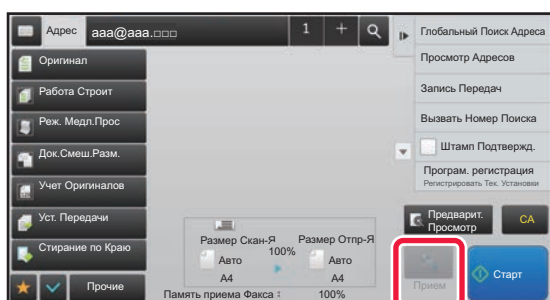 Адрес aaa@aaa.□□□ 1 +
Глобальный Поиск Адреса
Оригинал
Просмотр Адресов
Работа Строит
Запись Передач
Реж. Медл.Прос
Вызвать Номер Поиска
Док.Смеш.Разм.
Штамп Подтвержд.
Учет Оригиналов
Програм. регистрация
Регистрировать Тек. Установки
Уст. Передачи
Предварит.
Просмотр
CA
Стирание по Краю
Размер Скан-Я
100%
Размер Отпр-Я
Авто
A4
Авто
A4
Прочие
Память приема Факса : 100%
Прием
Старт